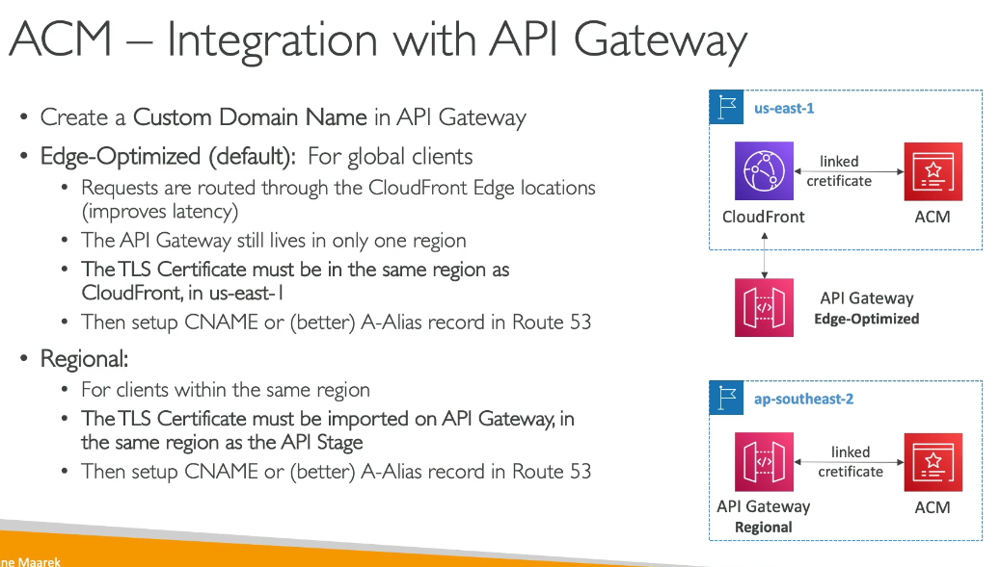 ACM – Integration with API Gateway
• Create a Custom Domain Name in API Gateway
• Edge-Optimized (default): For global clients
• Requests are routed through the CloudFront Edge locations
(improves latency)
• The API Gateway still lives in only one region
• The TLS Certificate must be in the same region as
CloudFront, in us-east-1
• Then setup CNAME or (better) A-Alias record in Route 53
• Regional:
• For clients within the same region
• The TLS Certificate must be imported on API Gateway, in
the same region as the API Stage
• Then setup CNAME or (better) A-Alias record in Route 53
us-east-1
linked
cretificate
CloudFront
ACM
API Gateway
Edge-Optimized
ap-southeast-2
linked
cretificate
API Gateway
Regional
ACM
ne Maarek